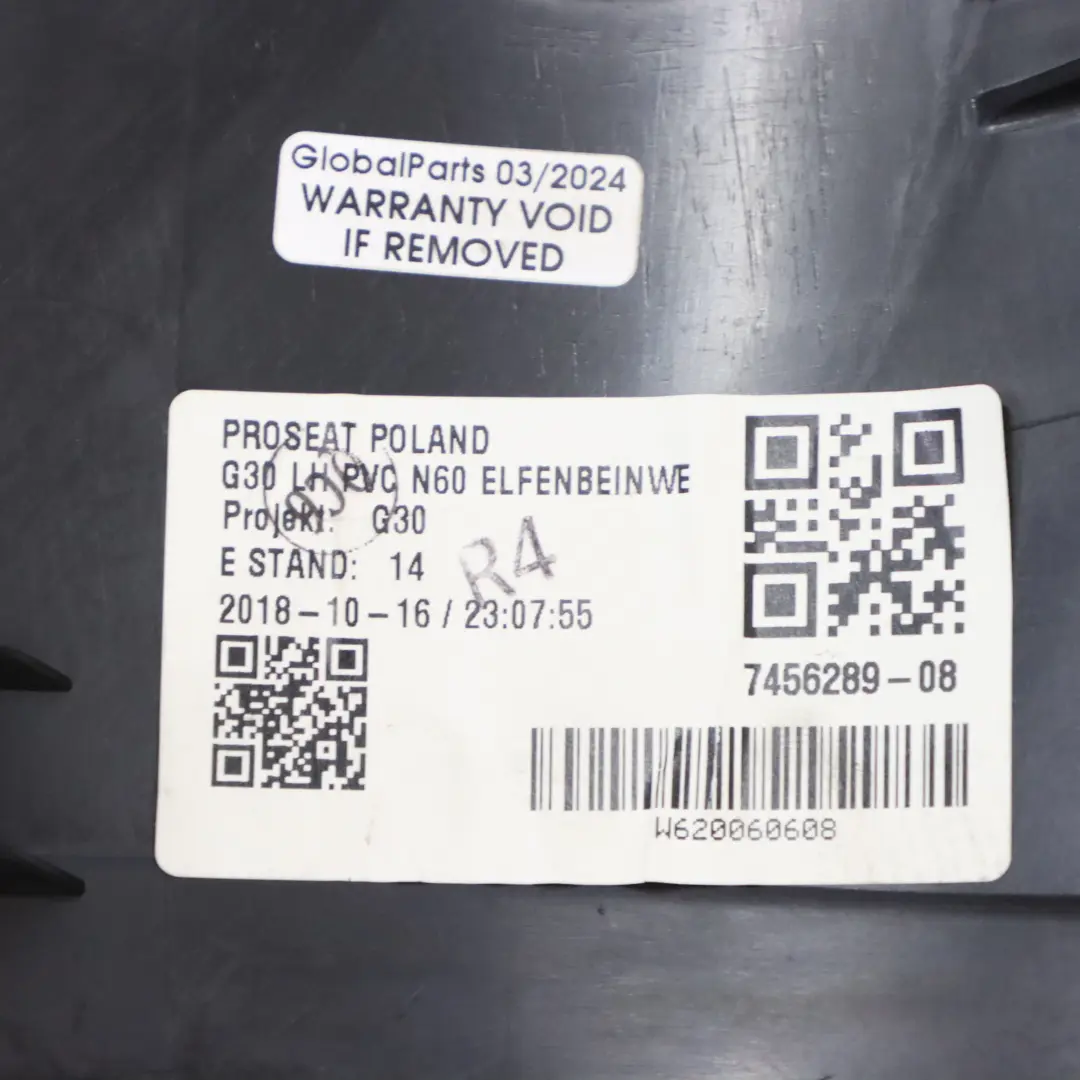 GlobalParts 03/2024
WARRANTY VOID
IF REMOVED
PROSEAT POLAND
G30 LH PVC N60 ELFENBEINWE
Projekt: G30
E STAND: 14
R4
2018-10-16 / 23:07:55
7456289-08
W620060608